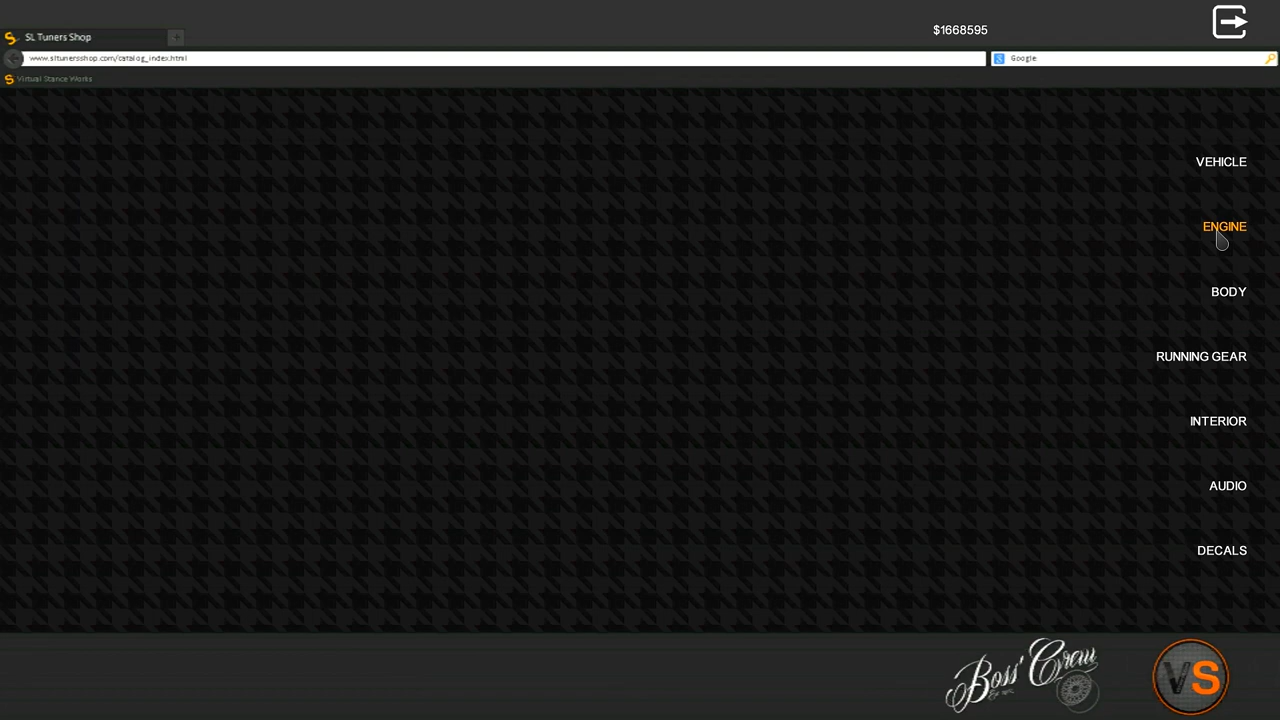 $1668595
SL Tuners Shop
www.sltunersshop.com/catalog_index.html
Google
Virtual Stance Works
VEHICLE
ENGINE
BODY
RUNNING GEAR
INTERIOR
AUDIO
DECALS
Boss' Crew
VS